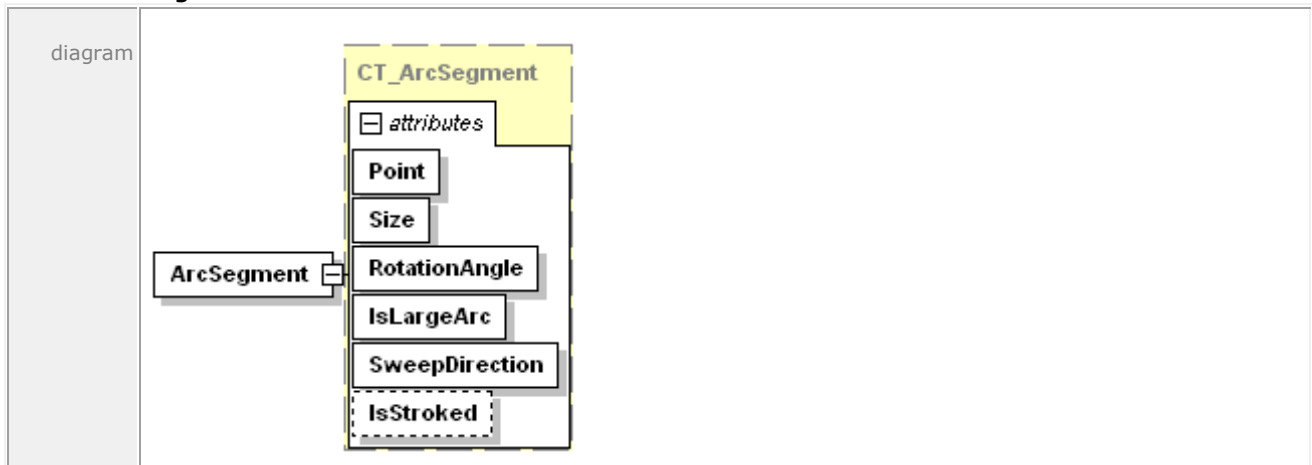 diagram
CT_ArcSegment
attributes
Point
Size
ArcSegment
RotationAngle
IsLargeArc
SweepDirection
IsStroked